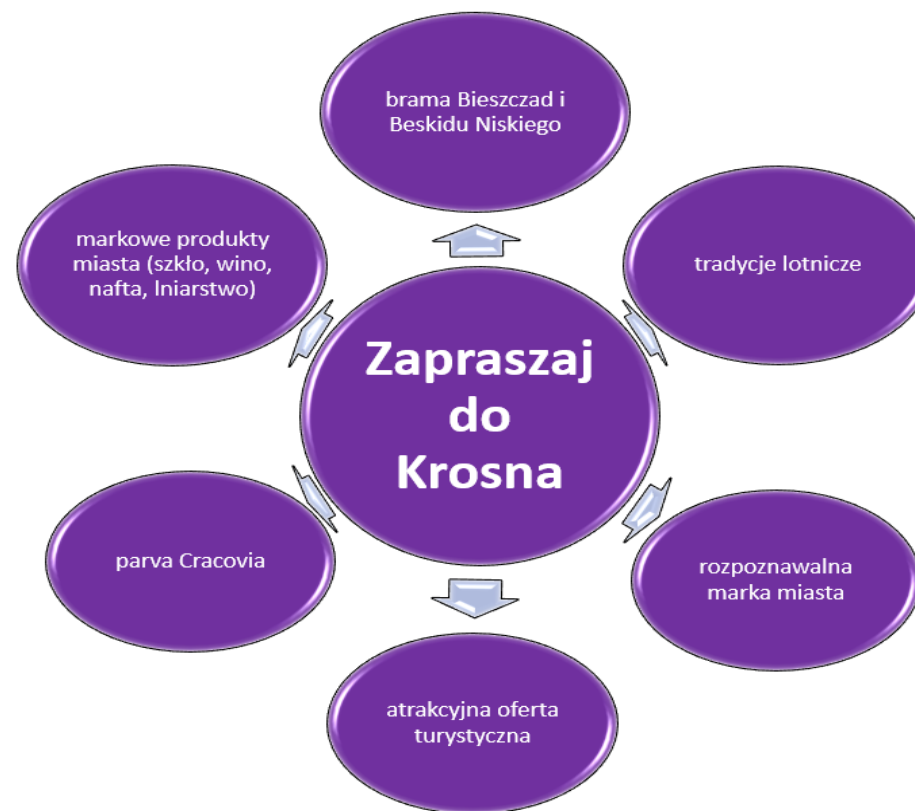 brama Bieszczad i
Beskidu Niskiego
markowe produkty
miasta (szkło, wino,
nafta, lniarstwo)
tradycje lotnicze
Zapraszaj
do
Krosna
parva Cracovia
rozpoznawalna
marka miasta
atrakcyjna oferta
turystyczna